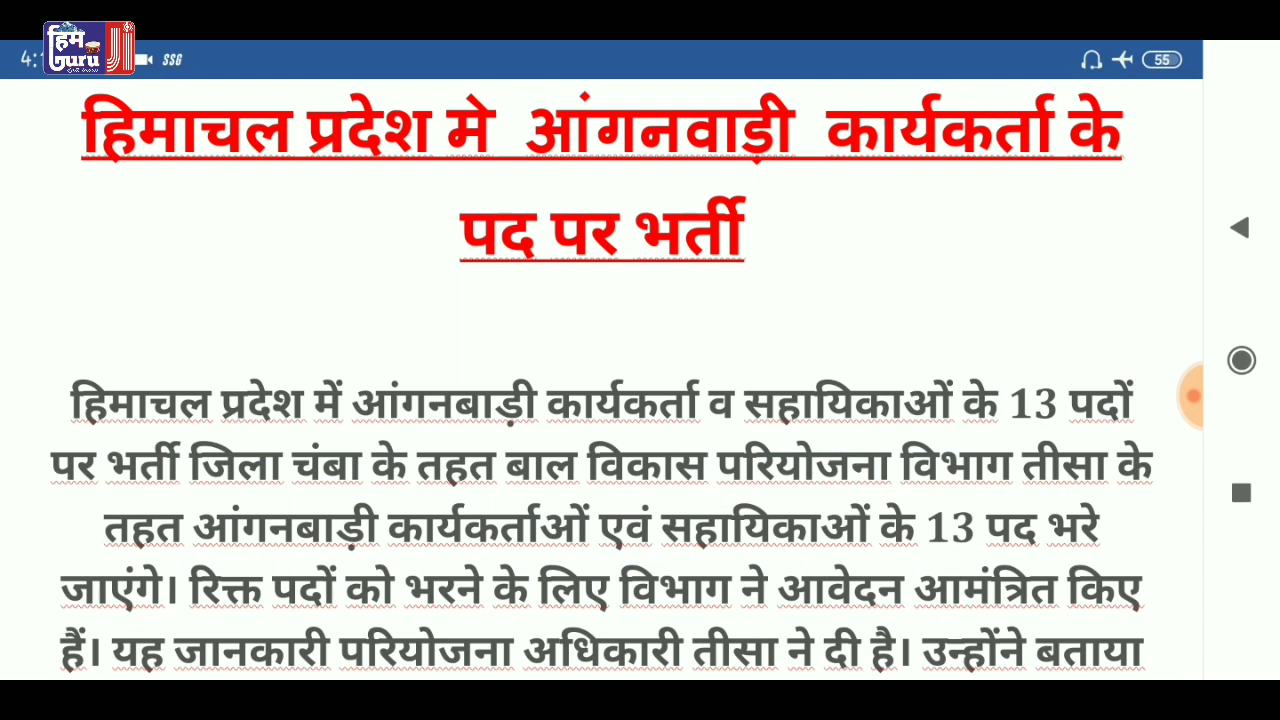 हिम
Guru
Ji
4:
SSG
55
हिमाचल प्रदेश मे आंगनवाड़ी कार्यकर्ता के
पद पर भर्ती
हिमाचल प्रदेश में आंगनबाड़ी कार्यकर्ता व सहायिकाओं के 13 पदों
पर भर्ती जिला चंबा के तहत बाल विकास परियोजना विभाग तीसा के
तहत आंगनबाड़ी कार्यकर्ताओं एवं सहायिकाओं के 13 पद भरे
जाएंगे। रिक्त पदों को भरने के लिए विभाग ने आवेदन आमंत्रित किए
हैं। यह जानकारी परियोजना अधिकारी तीसा ने दी है। उन्होंने बताया